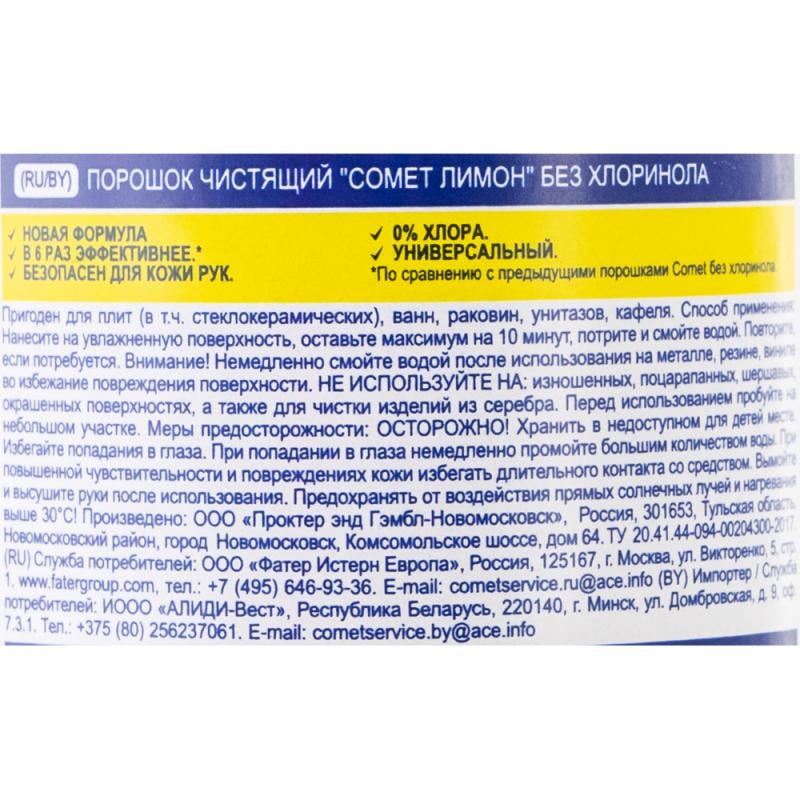 (RU/BY) ПОРОШОК ЧИСТЯЩИЙ "СОМЕТ ЛИМОН" БЕЗ ХЛОРИНОЛА
✓ НОВАЯ ФОРМУЛА
✓ В 6 РАЗ ЭФФЕКТИВНЕЕ.*
✓ БЕЗОПАСЕН ДЛЯ КОЖИ РУК.
✓ 0% ХЛОРА.
✓ УНИВЕРСАЛЬНЫЙ.
*По сравнению с предыдущими порошками Comet без хлоринола.
Пригоден для плит (в т.ч. стеклокерамических), ванн, раковин, унитазов, кафеля. Способ применения:
Нанесите на увлажненную поверхность, оставьте максимум на 10 минут, потрите и смойте водой. Повторите,
если потребуется. Внимание! Немедленно смойте водой после использования на металле, резине, виниле
во избежание повреждения поверхности. НЕ ИСПОЛЬЗУЙТЕ НА: изношенных, поцарапанных, шершавых,
окрашенных поверхностях, а также для чистки изделий из серебра. Перед использованием пробуйте на
небольшом участке. Меры предосторожности: ОСТОРОЖНО! Хранить в недоступном для детей месте.
Избегайте попадания в глаза. При попадании в глаза немедленно промойте большим количеством воды. При
повышенной чувствительности и повреждениях кожи избегать длительного контакта со средством. Вымойте
и высушите руки после использования. Предохранять от воздействия прямых солнечных лучей и нагревания
выше 30°С! Произведено: ООО «Проктер энд Гэмбл-Новомосковск», Россия, 301653, Тульская область,
Новомосковский район, город Новомосковск, Комсомольское шоссе, дом 64. ТУ 20.41.44-094-00204300-2017.
(RU) Служба потребителей: ООО «Фатер Истерн Европа», Россия, 125167, г. Москва, ул. Викторенко, 5, стр.
1. www.fatergroup.com, тел.: +7 (495) 646-93-36. E-mail: cometservice.ru@ace.info (BY) Импортер / Служба
потребителей: ИООО «АЛИДИ-Вест», Республика Беларусь, 220140, г. Минск, ул. Домбровская, д. 9, оф.
7.3.1. Тел.: +375 (80) 256237061. E-mail: cometservice.by@ace.info